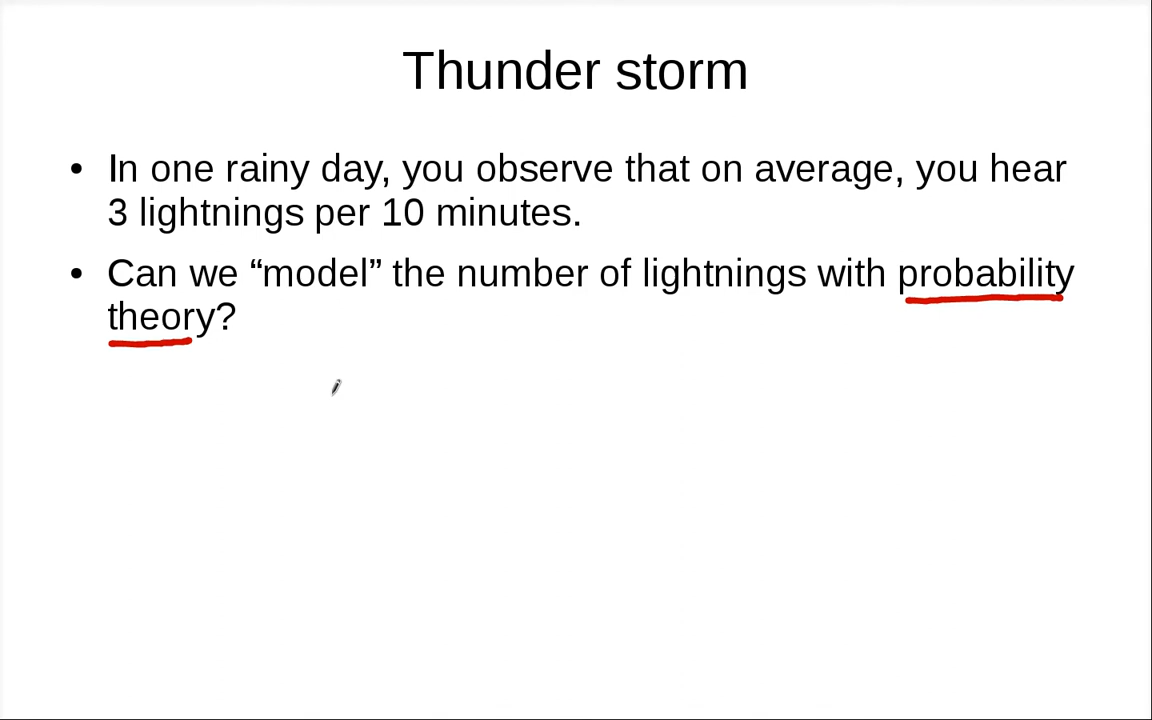 Thunder storm
• In one rainy day, you observe that on average, you hear
3 lightnings per 10 minutes.
• Can we “model” the number of lightnings with probability
theory?